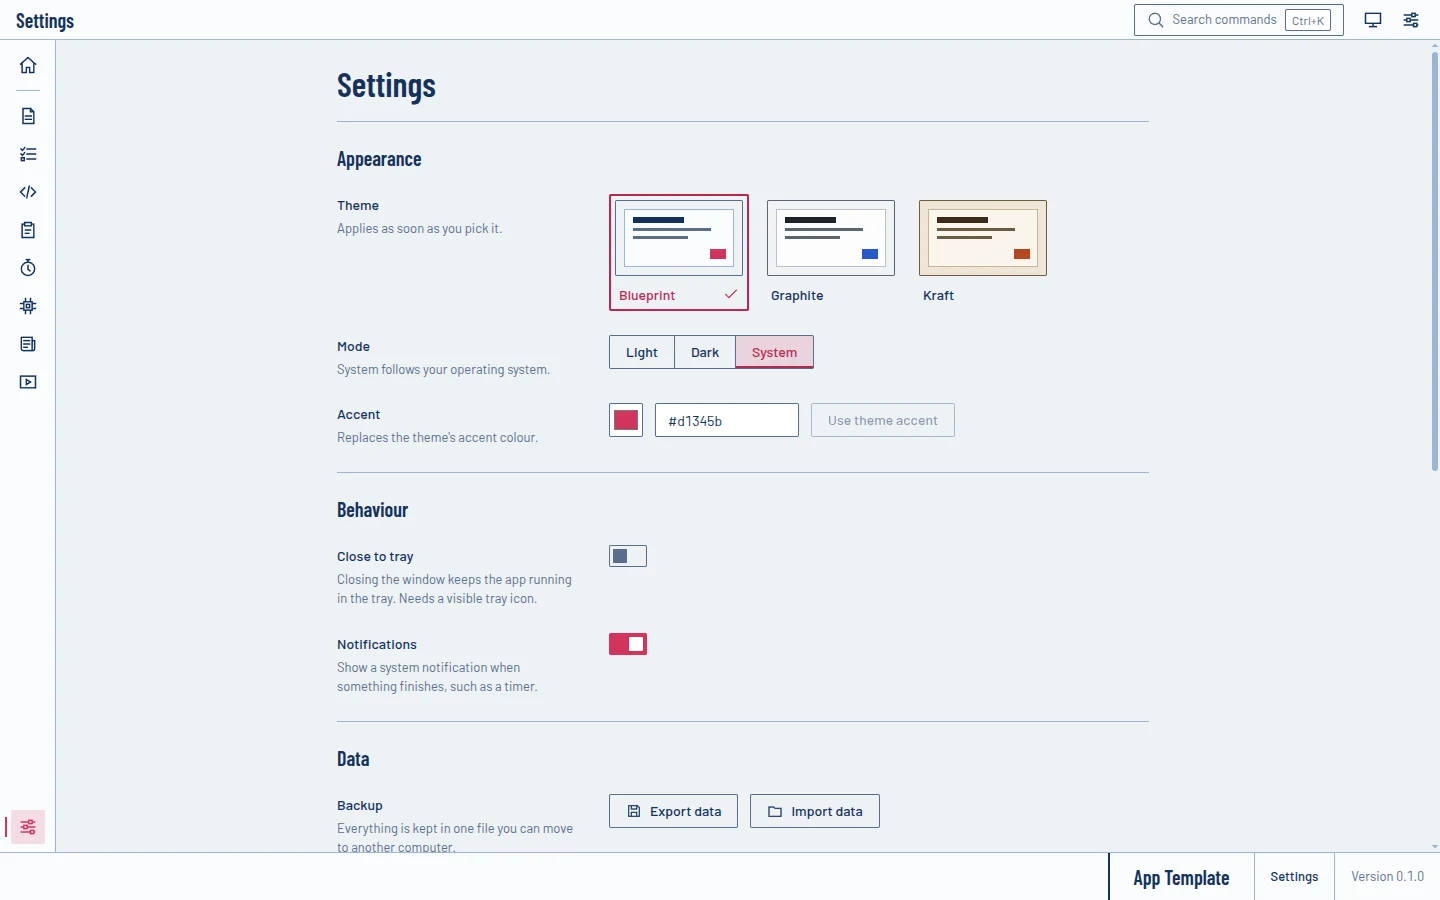 Settings
Search commands Ctrl+K
Settings
Appearance
Theme
Applies as soon as you pick it.
Blueprint
Graphite
Kraft
Mode
System follows your operating system.
Light
Dark
System
Accent
Replaces the theme's accent colour.
#d1345b
Use theme accent
Behaviour
Close to tray
Closing the window keeps the app running
in the tray. Needs a visible tray icon.
Notifications
Show a system notification when
something finishes, such as a timer.
Data
Backup
Everything is kept in one file you can move
to another computer.
Export data
Import data
App Template
Settings
Version 0.1.0